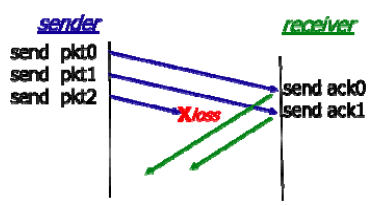 sender receiver
send pkt0
send pkt1
send pkt2
send ack0
send ack1
X loss